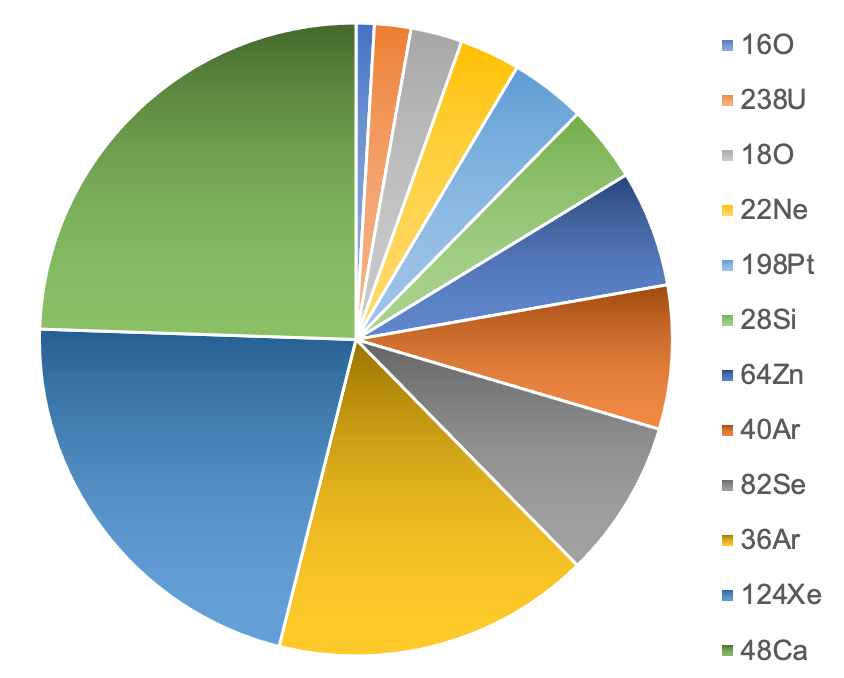 16O
238U
18O
22Ne
198Pt
28Si
64Zn
40Ar
82Se
36Ar
124Xe
48Ca